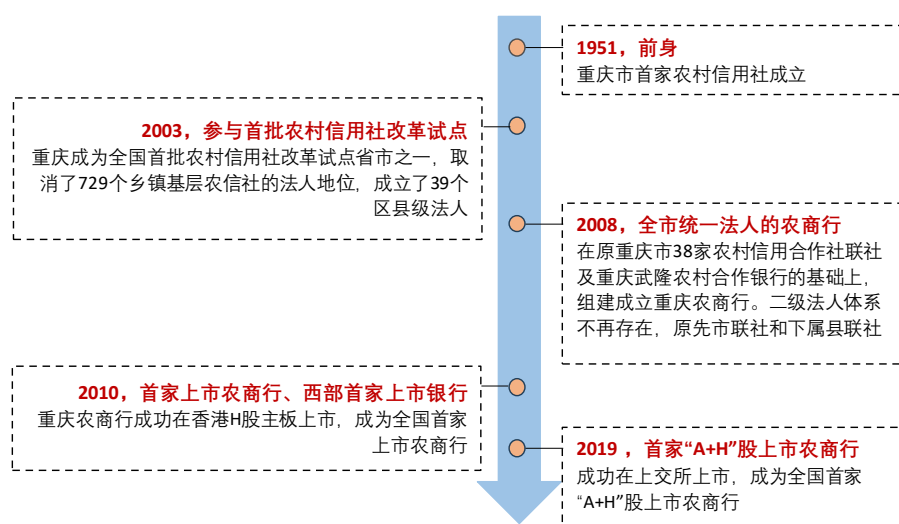 1951，前身
重庆市首家农村信用社成立
2003，参与首批农村信用社改革试点
重庆成为全国首批农村信用社改革试点省市之一，取
消了729个乡镇基层农信社的法人地位，成立了39个
区县级法人
2008，全市统一法人的农商行
在原重庆市38家农村信用合作社联社
及重庆武隆农村合作银行的基础上，
组建成立重庆农商行。二级法人体系
不再存在，原先市联社和下属县联社
2010，首家上市农商行、西部首家上市银行
重庆农商行成功在香港H股主板上市，成为全国首家
上市农商行
2019 ，首家“A+H”股上市农商行
成功在上交所上市，成为全国首家
“A+H”股上市农商行